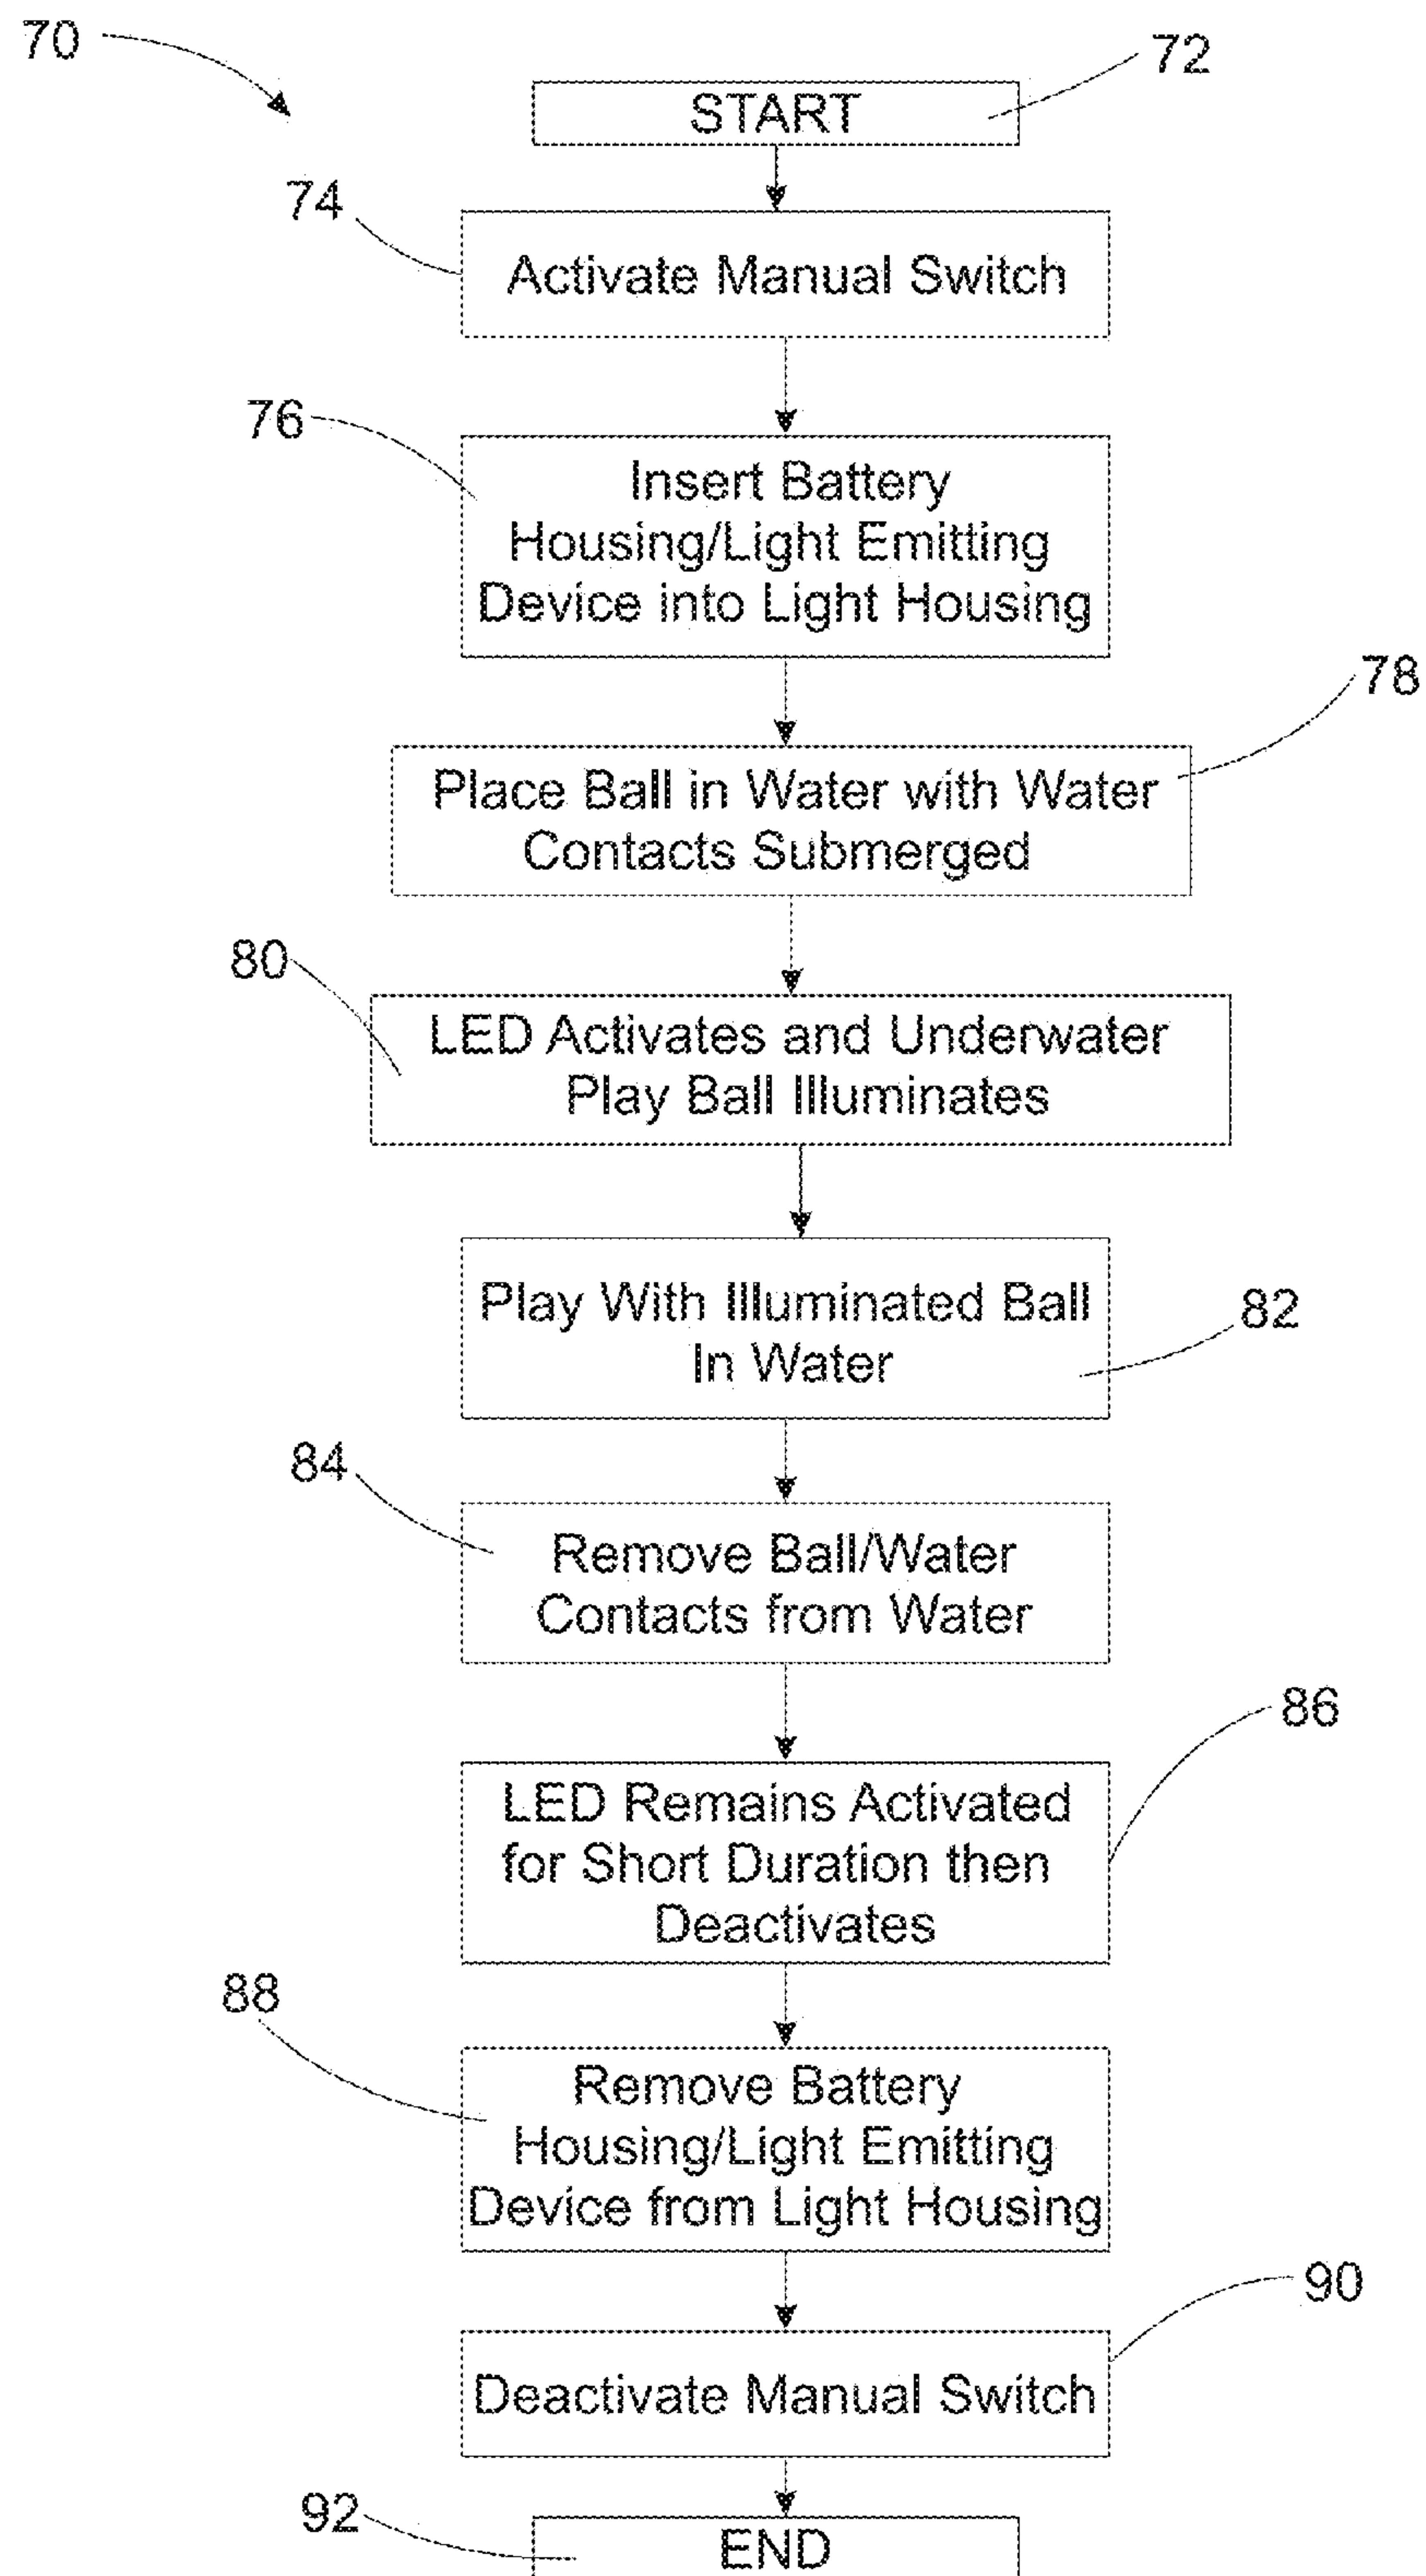 70
72
START
74
Activate Manual Switch
76
Insert Battery
Housing/Light Emitting
Device into Light Housing
78
Place Ball in Water with Water
Contacts Submerged
80
LED Activates and Underwater
Play Ball Illuminates
Play With Illuminated Ball
In Water
82
84
Remove Ball/Water
Contacts from Water
86
LED Remains Activated
for Short Duration then
Deactivates
88
Remove Battery
Housing/Light Emitting
Device from Light Housing
90
Deactivate Manual Switch
92
END